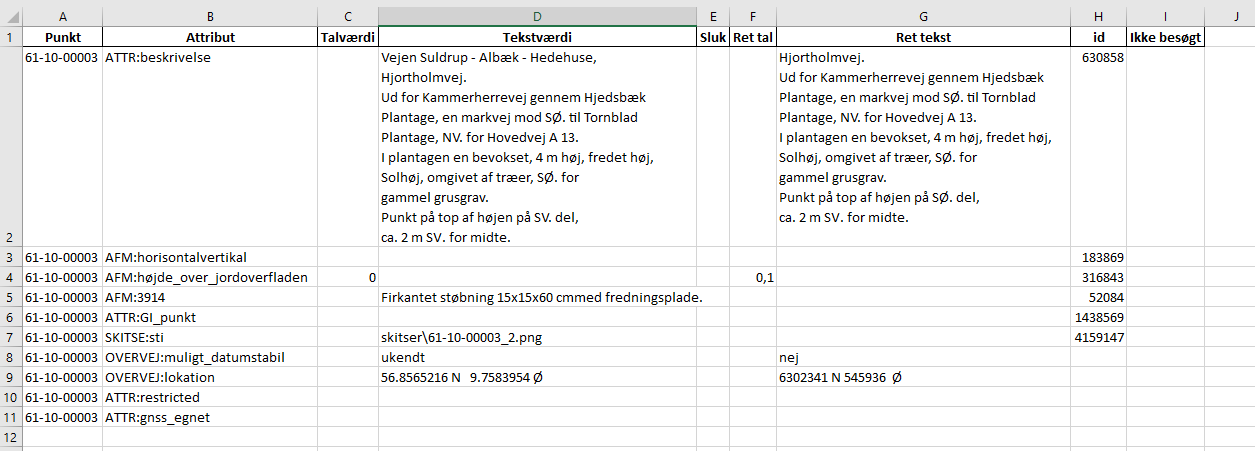 A B C D E F G H I J
1 Punkt Attribut Talværdi Tekstværdi Sluk Ret tal Ret tekst id Ikke besøgt
61-10-00003 ATTR:beskrivelse Vejen Suldrup - Albæk - Hedehuse, Hjortholmvej. 630858
Hjortholmvej. Ud for Kammerherrevej gennem Hjedsbæk
Ud for Kammerherrevej gennem Hjedsbæk Plantage, en markvej mod SØ. til Tornblad
Plantage, en markvej mod SØ. til Tornblad Plantage, NV. for Hovedvej A 13.
Plantage, NV. for Hovedvej A 13. I plantagen en bevokset, 4 m høj, fredet høj,
I plantagen en bevokset, 4 m høj, fredet høj, Solhøj, omgivet af træer, SØ. for
Solhøj, omgivet af træer, SØ. for gammel grusgrav.
gammel grusgrav. Punkt på top af højen på SØ. del,
Punkt på top af højen på SV. del, ca. 2 m SV. for midte.
2 ca. 2 m SV. for midte.
3 61-10-00003 AFM:horisontalvertikal 183869
4 61-10-00003 AFM:højde_over_jordoverfladen 0 0,1 316843
5 61-10-00003 AFM:3914 Firkantet støbning 15x15x60 cmmed fredningsplade. 52084
6 61-10-00003 ATTR:GI_punkt 1438569
7 61-10-00003 SKITSE:sti skitser\61-10-00003_2.png 4159147
8 61-10-00003 OVERVEJ:muligt_datumstabil ukendt nej
9 61-10-00003 OVERVEJ:lokation 56.8565216 N 9.7583954 Ø 6302341 N 545936 Ø
10 61-10-00003 ATTR:restricted
11 61-10-00003 ATTR:gnss_egnet
12